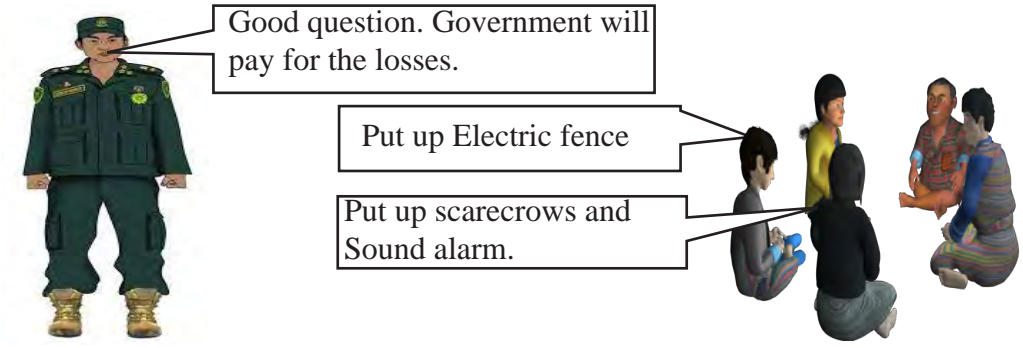 Good question. Government will
pay for the losses.
Put up Electric fence
Put up scarecrows and
Sound alarm.